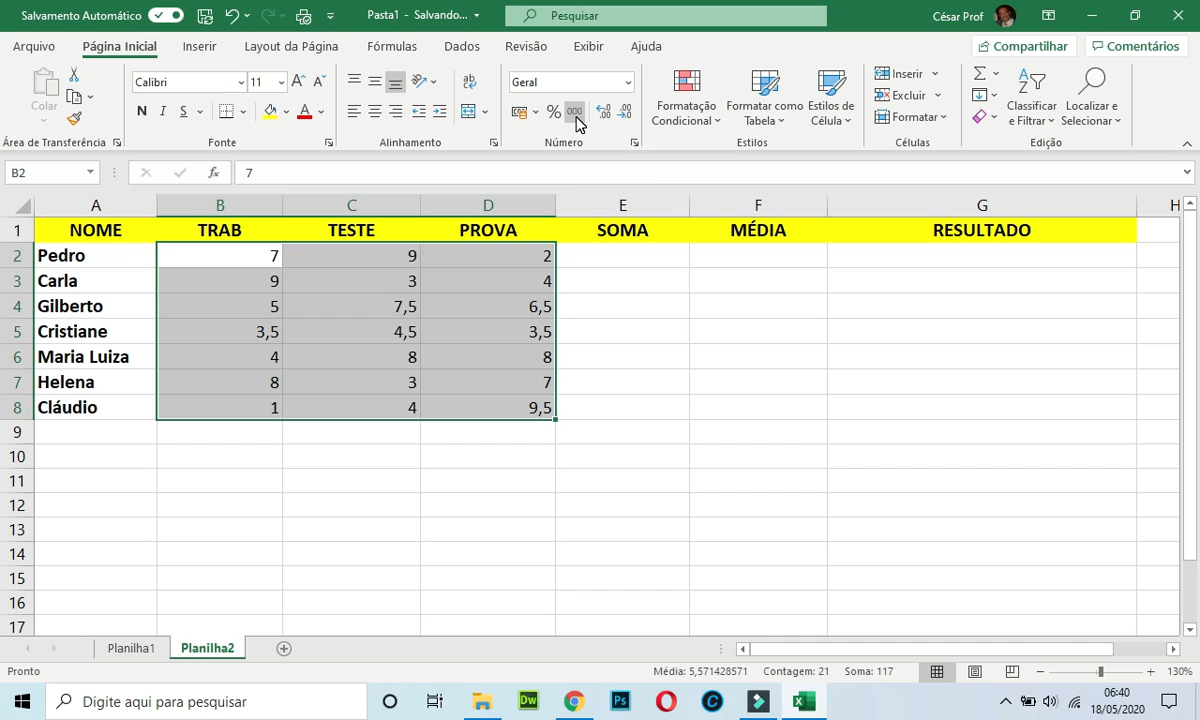 Salvamento Automático
Pasta1 - Salvando...
Pesquisar
César Prof
Arquivo
Página Inicial
Inserir
Layout da Página
Fórmulas
Dados
Revisão
Exibir
Ajuda
Compartilhar
Comentários
Colar
Área de Transferência
Calibri
11
N I S
Fonte
Alinhamento
Geral
% 000
Número
Formatação
Condicional
Formatar como
Tabela
Estilos de
Célula
Estilos
Inserir
Excluir
Formatar
Células
Classificar
e Filtrar
Localizar e
Selecionar
Edição
B2
fx
7
A B C D E F G H
1 NOME TRAB TESTE PROVA SOMA MÉDIA RESULTADO
2 Pedro 7 9 2
3 Carla 9 3 4
4 Gilberto 5 7,5 6,5
5 Cristiane 3,5 4,5 3,5
6 Maria Luiza 4 8 8
7 Helena 8 3 7
8 Cláudio 1 4 9,5
9
10
11
12
13
14
15
16
17
Planilha1
Planilha2
Pronto
Média: 5,571428571
Contagem: 21
Soma: 117
130%
Digite aqui para pesquisar
Dw
Ps
06:40
18/05/2020